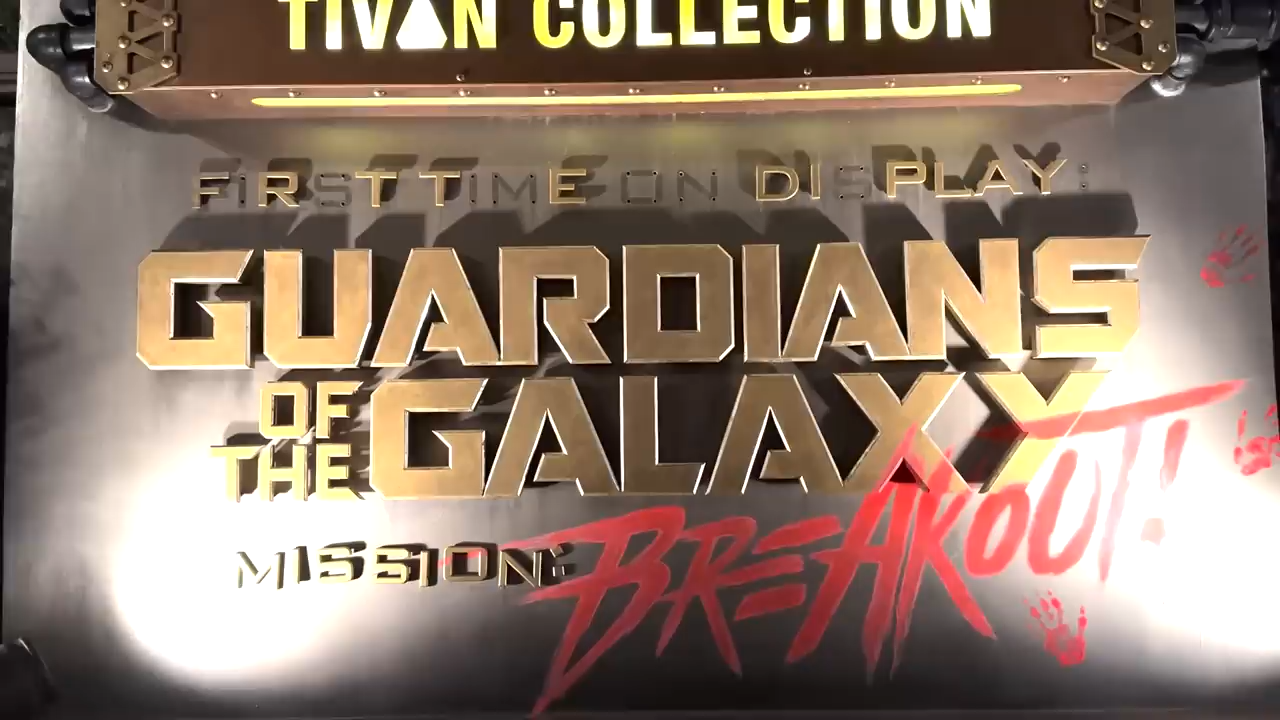 TIVAN COLLECTION
FIRST TIME ON DISPLAY:
GUARDIANS
OF THE GALAXY
MISSION: BREAKOUT!